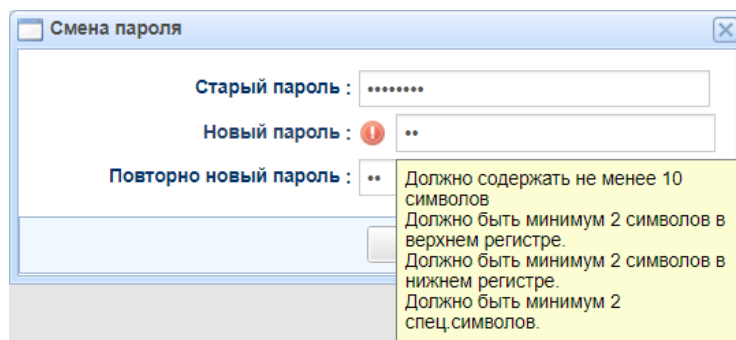 Смена пароля
Старый пароль : ••••••••
Новый пароль : ••
Повторно новый пароль : ••
Должно содержать не менее 10
символов
Должно быть минимум 2 символов в
верхнем регистре.
Должно быть минимум 2 символов в
нижнем регистре.
Должно быть минимум 2
спец.символов.